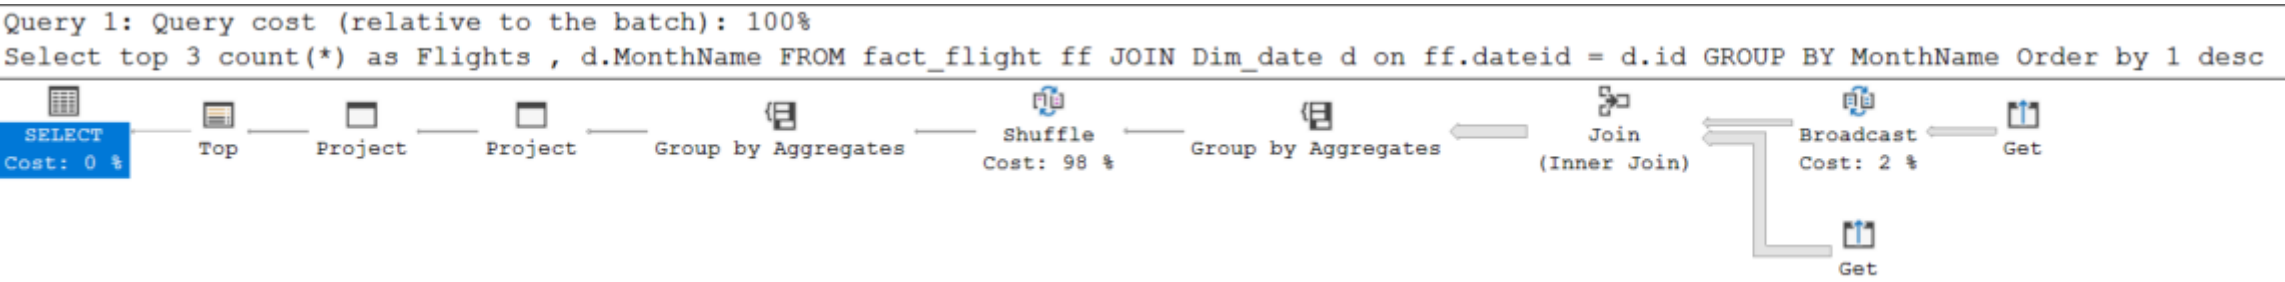 Query 1: Query cost (relative to the batch): 100%
Select top 3 count(*) as Flights , d.MonthName FROM fact_flight ff JOIN Dim_date d on ff.dateid = d.id GROUP BY MonthName Order by 1 desc
SELECT
Cost: 0 %
Top
Project
Project
Group by Aggregates
Shuffle
Cost: 98 %
Group by Aggregates
Join
(Inner Join)
Broadcast
Cost: 2 %
Get
Get